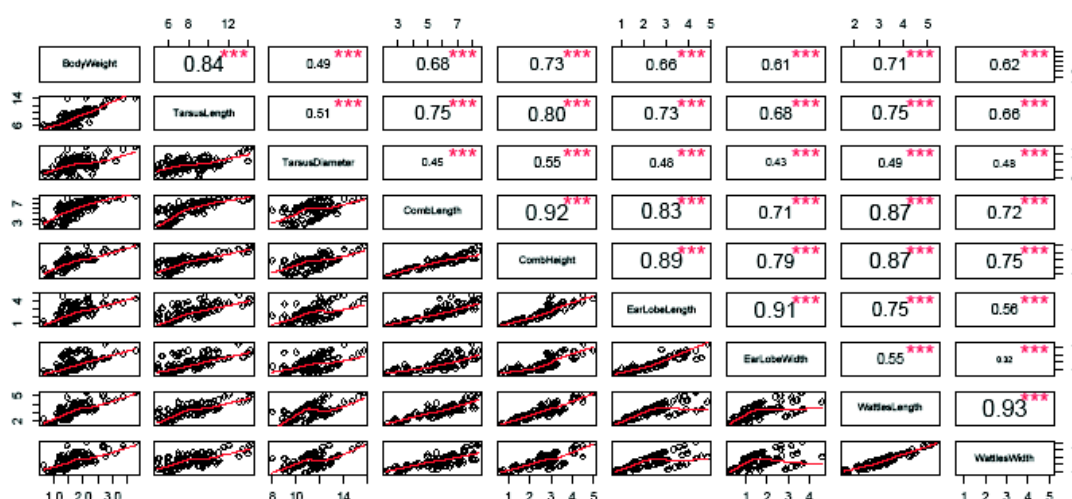 6 8 12 3 5 7 1 2 3 4 5 2 3 4 5
BodyWeight 0.84 *** 0.49 *** 0.68 *** 0.73 *** 0.66 *** 0.61 *** 0.71 *** 0.62 ***
14 6 TarsusLength 0.51 *** 0.75 *** 0.80 *** 0.73 *** 0.68 *** 0.75 *** 0.66 ***
TarsusDiameter 0.45 *** 0.55 *** 0.48 *** 0.43 *** 0.49 *** 0.48 ***
7 3 CombLength 0.92 *** 0.83 *** 0.71 *** 0.87 *** 0.72 ***
CombHeight 0.89 *** 0.79 *** 0.87 *** 0.75 ***
4 1 EarLobeLength 0.91 *** 0.75 *** 0.56 ***
EarLobeWidth 0.55 *** 0.32 ***
5 2 WattlesLength 0.93 ***
WattlesWidth
1.0 2.0 3.0 8 10 14 1 2 3 4 5 1 2 3 4